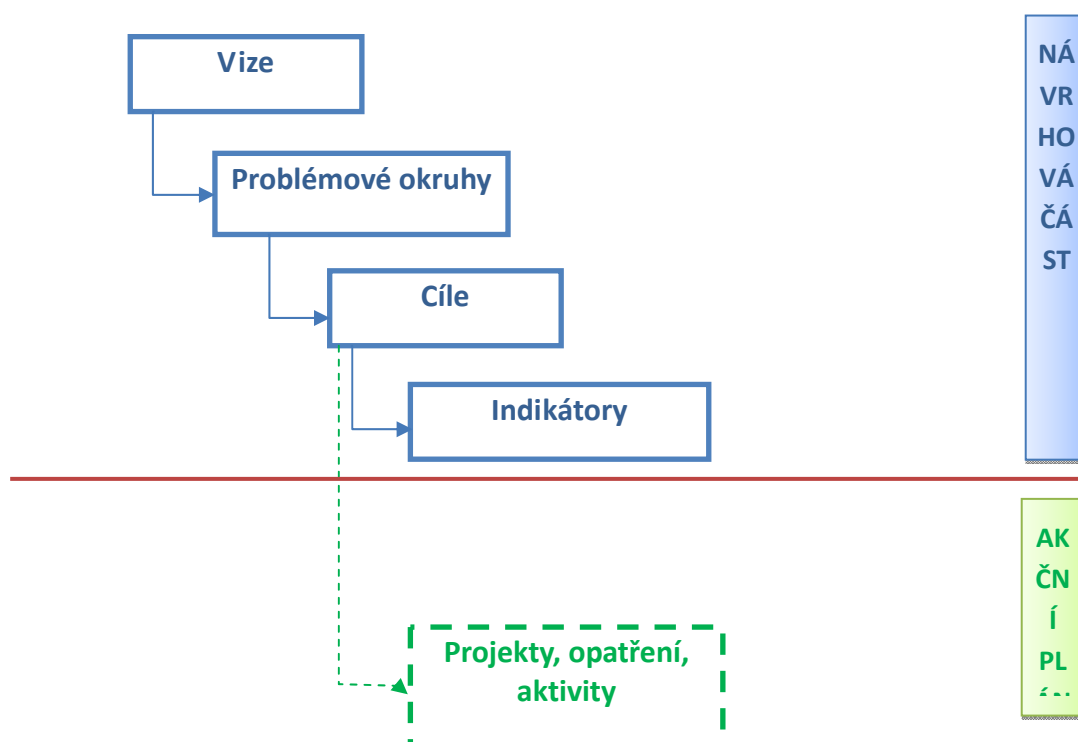 Vize
Problémové okruhy
Cíle
Indikátory
Projekty, opatření,
aktivity
NÁ
VR
HO
VÁ
ČÁ
ST
AK
ČN
Í
PL